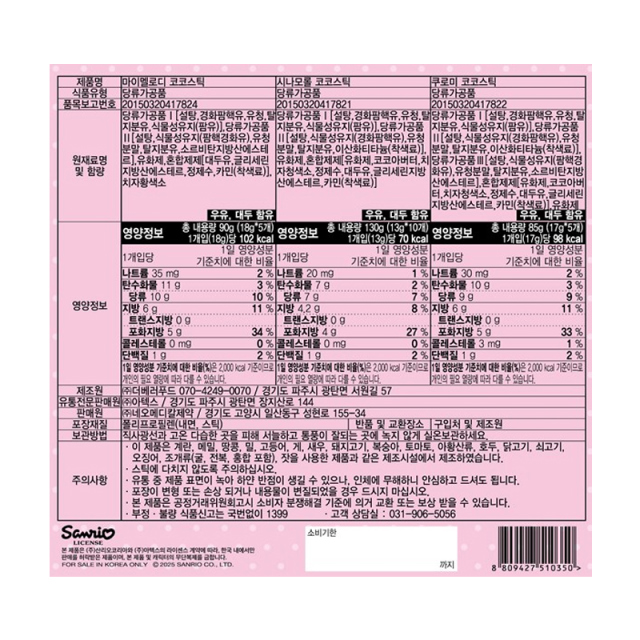 제품명 마이멜로디 코코스틱 시나모롤 코코스틱 쿠로미 코코스틱
식품유형 당류가공품 당류가공품 당류가공품
품목보고번호 20150320417824 20150320417821 20150320417822
원재료명 및 함량
당류가공품Ⅰ[설탕,경화팜핵유,유청,탈
지분유,식물성유지(팜유)],당류가공품
Ⅱ[설탕,식물성유지(경화팜핵유),유청
분말,탈지분유,소르비탄지방산에스테
르],유화제,혼합제제[대두유,글리세린
지방산에스테르,정제수,카민(착색료)],
치자황색소
우유, 대두 함유
당류가공품Ⅰ[설탕,경화팜핵유,유청,탈
지분유,식물성유지(팜유)],당류가공품
Ⅱ[설탕,식물성유지(경화팜핵유),유청
분말,탈지분유,이산화티타늄(착색료)],
유화제,혼합제제[유화제,코코아버터,치
자청색소,정제수,대두유,글리세린지방
산에스테르,카민(착색료)]
우유, 대두 함유
당류가공품Ⅰ[설탕,경화팜핵유,유청,탈
지분유,식물성유지(팜유)],당류가공품
Ⅱ[설탕,식물성유지(경화팜핵유),유청
분말,탈지분유,이산화티타늄(착색료)],
당류가공품Ⅲ[설탕,식물성유지(팜핵경
화유),유청분말,탈지분유,소르비탄지방
산에스테르],혼합제제[유화제,코코아버
터,치자청색소,정제수,대두유,글리세린
지방산에스테르,카민(착색료)],유화제
우유, 대두 함유
영양정보
영양정보 총 내용량 90g (18g*5개)
1개입(18g)당 102 kcal
1개입당 1일 영양성분 기준치에 대한 비율
나트륨 35 mg 2 %
탄수화물 11 g 3 %
당류 10 g 10 %
지방 6 g 11 %
트랜스지방 0 g
포화지방 5 g 34 %
콜레스테롤 0 mg 0 %
단백질 1 g 2 %
1일 영양성분 기준치에 대한 비율(%)은 2,000 kcal 기준이므로
개인의 필요 열량에 따라 다를 수 있습니다.
영양정보 총 내용량 130g (13g*10개)
1개입(13g)당 70 kcal
1개입당 1일 영양성분 기준치에 대한 비율
나트륨 20 mg 1 %
탄수화물 7 g 2 %
당류 7 g 7 %
지방 4.2 g 8 %
트랜스지방 0 g
포화지방 4 g 27 %
콜레스테롤 0 mg 0 %
단백질 1 g 2 %
1일 영양성분 기준치에 대한 비율(%)은 2,000 kcal 기준이므로
개인의 필요 열량에 따라 다를 수 있습니다.
영양정보 총 내용량 85g (17g*5개)
1개입(17g)당 98 kcal
1개입당 1일 영양성분 기준치에 대한 비율
나트륨 30 mg 2 %
탄수화물 10 g 3 %
당류 9 g 9 %
지방 6 g 11 %
트랜스지방 0 g
포화지방 5 g 33 %
콜레스테롤 3 mg 1 %
단백질 1 g 2 %
1일 영양성분 기준치에 대한 비율(%)은 2,000 kcal 기준이므로
개인의 필요 열량에 따라 다를 수 있습니다.
제조원 ㈜더베러푸드 070-4249-0070 / 경기도 파주시 광탄면 서원길 57
유통전문판매원 ㈜아텍스 / 경기도 파주시 광탄면 장지산로 144
판매원 ㈜네오메디칼제약 / 경기도 고양시 일산동구 성현로 155-34
포장재질 폴리프로필렌(내면, 스틱) 반품 및 교환장소 구입처 및 제조원
보관방법 직사광선과 고온 다습한 곳을 피해 서늘하고 통풍이 잘되는 곳에 녹지 않게 실온보관하세요.
주의사항
· 이 제품은 계란, 메밀, 땅콩, 밀, 고등어, 게, 새우, 돼지고기, 복숭아, 토마토, 아황산류, 호두, 닭고기, 쇠고기,
오징어, 조개류(굴, 전복, 홍합 포함), 잣을 사용한 제품과 같은 제조시설에서 제조하였습니다.
· 스틱에 다치지 않도록 주의하십시오.
· 유통 중 제품 표면이 녹아 하얀 반점이 생길 수 있으나, 인체에 무해하니 안심하고 드셔도 됩니다.
· 포장이 변형 또는 손상 되거나 내용물이 변질되었을 경우 드시지 마십시오.
· 본 제품은 공정거래위원회고시 소비자 분쟁해결 기준에 의거 교환 또는 보상 받을 수 있습니다.
· 부정·불량 식품신고는 국번없이 1399 · 고객 상담실 : 031-906-5056
Sanrio
LICENSE
본 제품은 (주)산리오코리아와 (주)아텍스의 라이센스 계약에 따라, 한국 내에서만
판매를 허락받은 제품이며, 본 제품 및 캐릭터의 무단복제를 금합니다.
FOR SALE IN KOREA ONLY ⓒ2025 SANRIO CO., LTD.
소비기한
까지
8 809427 510350 >